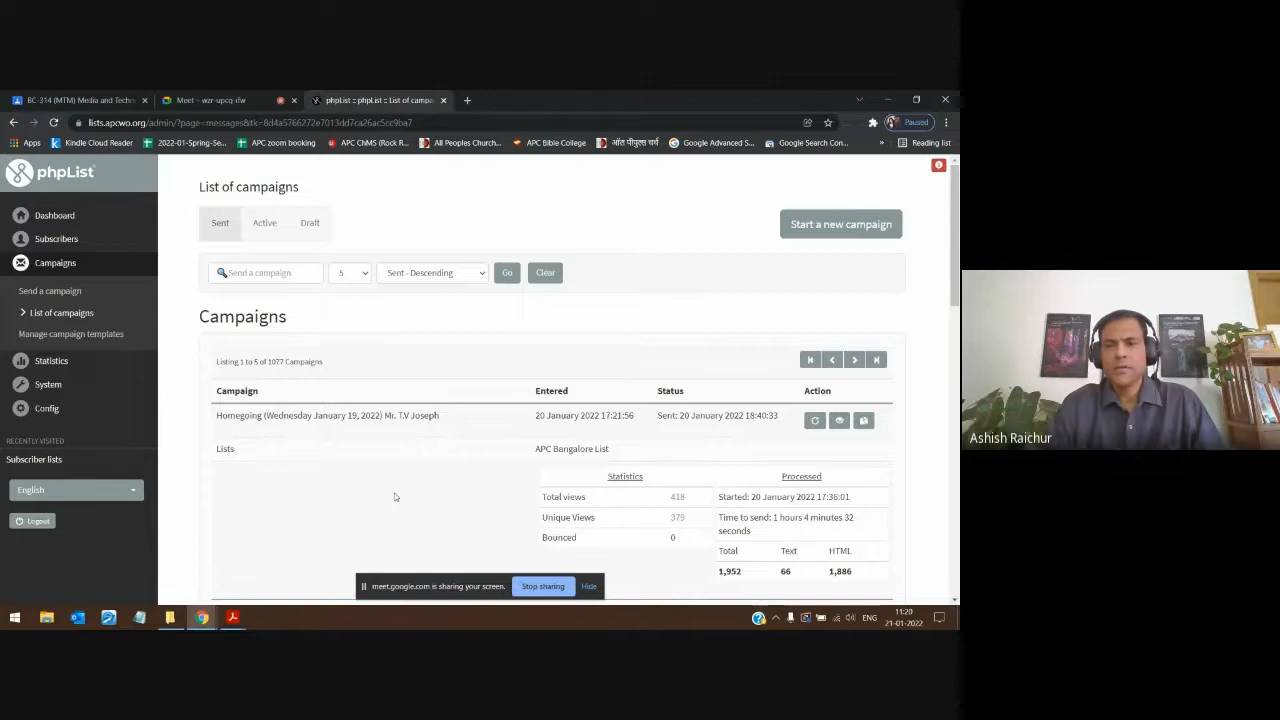 BC-314 (MTM) Media and Techn
Meet – wzr-upcq-ifw
phpList :: phpList :: List of campa
lists.apcwo.org/admin/?page=messages&tk=8d4a5766272e7013dd7ca26ac5cc9ba7
Paused
Apps
Kindle Cloud Reader
2022-01-Spring-Se...
APC zoom booking
APC ChMS (Rock R...
All Peoples Church...
APC Bible College
ऑल पीपुल्स चर्च
Google Advanced S...
Google Search Con...
»
Reading list
phpList
Dashboard
Subscribers
Campaigns
Send a campaign
List of campaigns
Manage campaign templates
Statistics
System
Config
RECENTLY VISITED
Subscriber lists
English
Logout
List of campaigns
Sent Active Draft
Start a new campaign
Send a campaign
5
Sent - Descending
Go
Clear
Campaigns
Listing 1 to 5 of 1077 Campaigns
Campaign Entered Status Action
Homegoing (Wednesday January 19, 2022) Mr. T.V Joseph 20 January 2022 17:21:56 Sent: 20 January 2022 18:40:33
Lists APC Bangalore List
Statistics Processed
Total views 418 Started: 20 January 2022 17:36:01
Unique Views 379 Time to send: 1 hours 4 minutes 32
seconds
Bounced 0
Total Text HTML
1,952 66 1,886
meet.google.com is sharing your screen. Stop sharing Hide
ENG
11:20
21-01-2022
Ashish Raichur